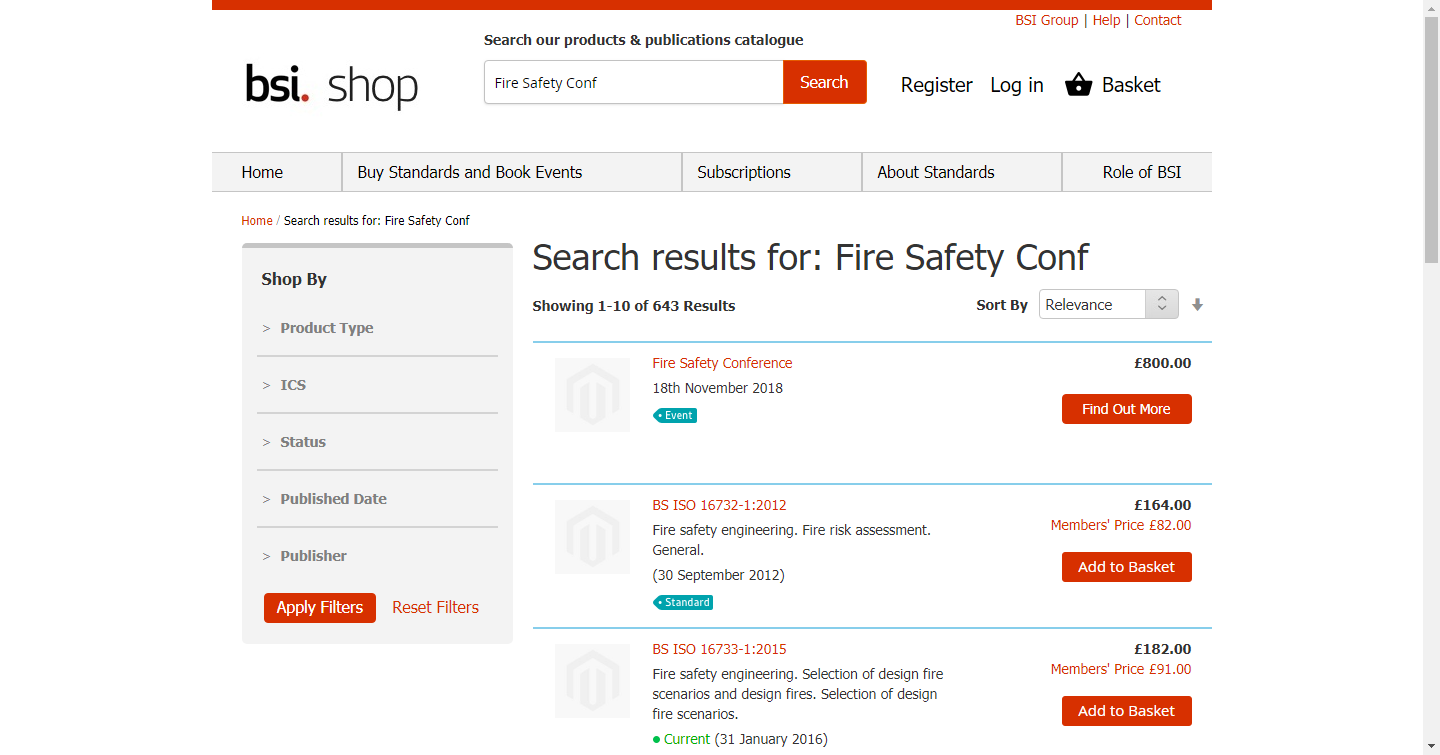 BSI Group | Help | Contact
Search our products & publications catalogue
bsi. shop
Fire Safety Conf
Search
Register
Log in
Basket
Home
Buy Standards and Book Events
Subscriptions
About Standards
Role of BSI
Home / Search results for: Fire Safety Conf
Shop By
> Product Type
> ICS
> Status
> Published Date
> Publisher
Apply Filters
Reset Filters
Search results for: Fire Safety Conf
Showing 1-10 of 643 Results
Sort By
Relevance
Fire Safety Conference
18th November 2018
Event
£800.00
Find Out More
BS ISO 16732-1:2012
Fire safety engineering. Fire risk assessment.
General.
(30 September 2012)
Standard
£164.00
Members' Price £82.00
Add to Basket
BS ISO 16733-1:2015
Fire safety engineering. Selection of design fire
scenarios and design fires. Selection of design
fire scenarios.
Current (31 January 2016)
£182.00
Members' Price £91.00
Add to Basket